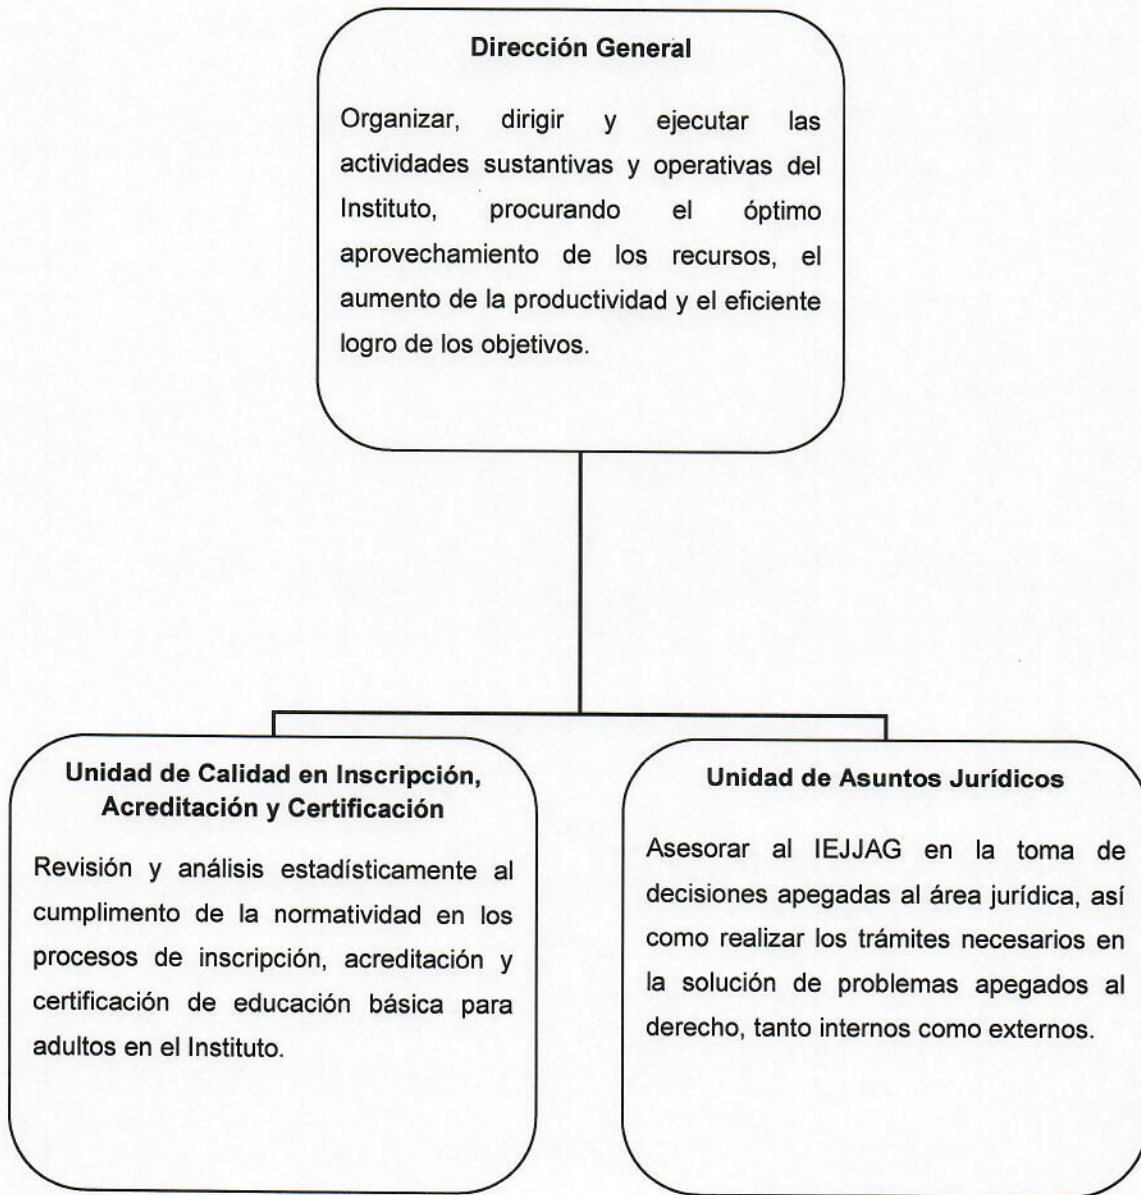 Dirección General
Organizar, dirigir y ejecutar las
actividades sustantivas y operativas del
Instituto, procurando el óptimo
aprovechamiento de los recursos, el
aumento de la productividad y el eficiente
logro de los objetivos.
Unidad de Calidad en Inscripción,
Acreditación y Certificación
Revisión y análisis estadísticamente al
cumplimento de la normatividad en los
procesos de inscripción, acreditación y
certificación de educación básica para
adultos en el Instituto.
Unidad de Asuntos Jurídicos
Asesorar al IEJJAG en la toma de
decisiones apegadas al área jurídica, así
como realizar los trámites necesarios en
la solución de problemas apegados al
derecho, tanto internos como externos.